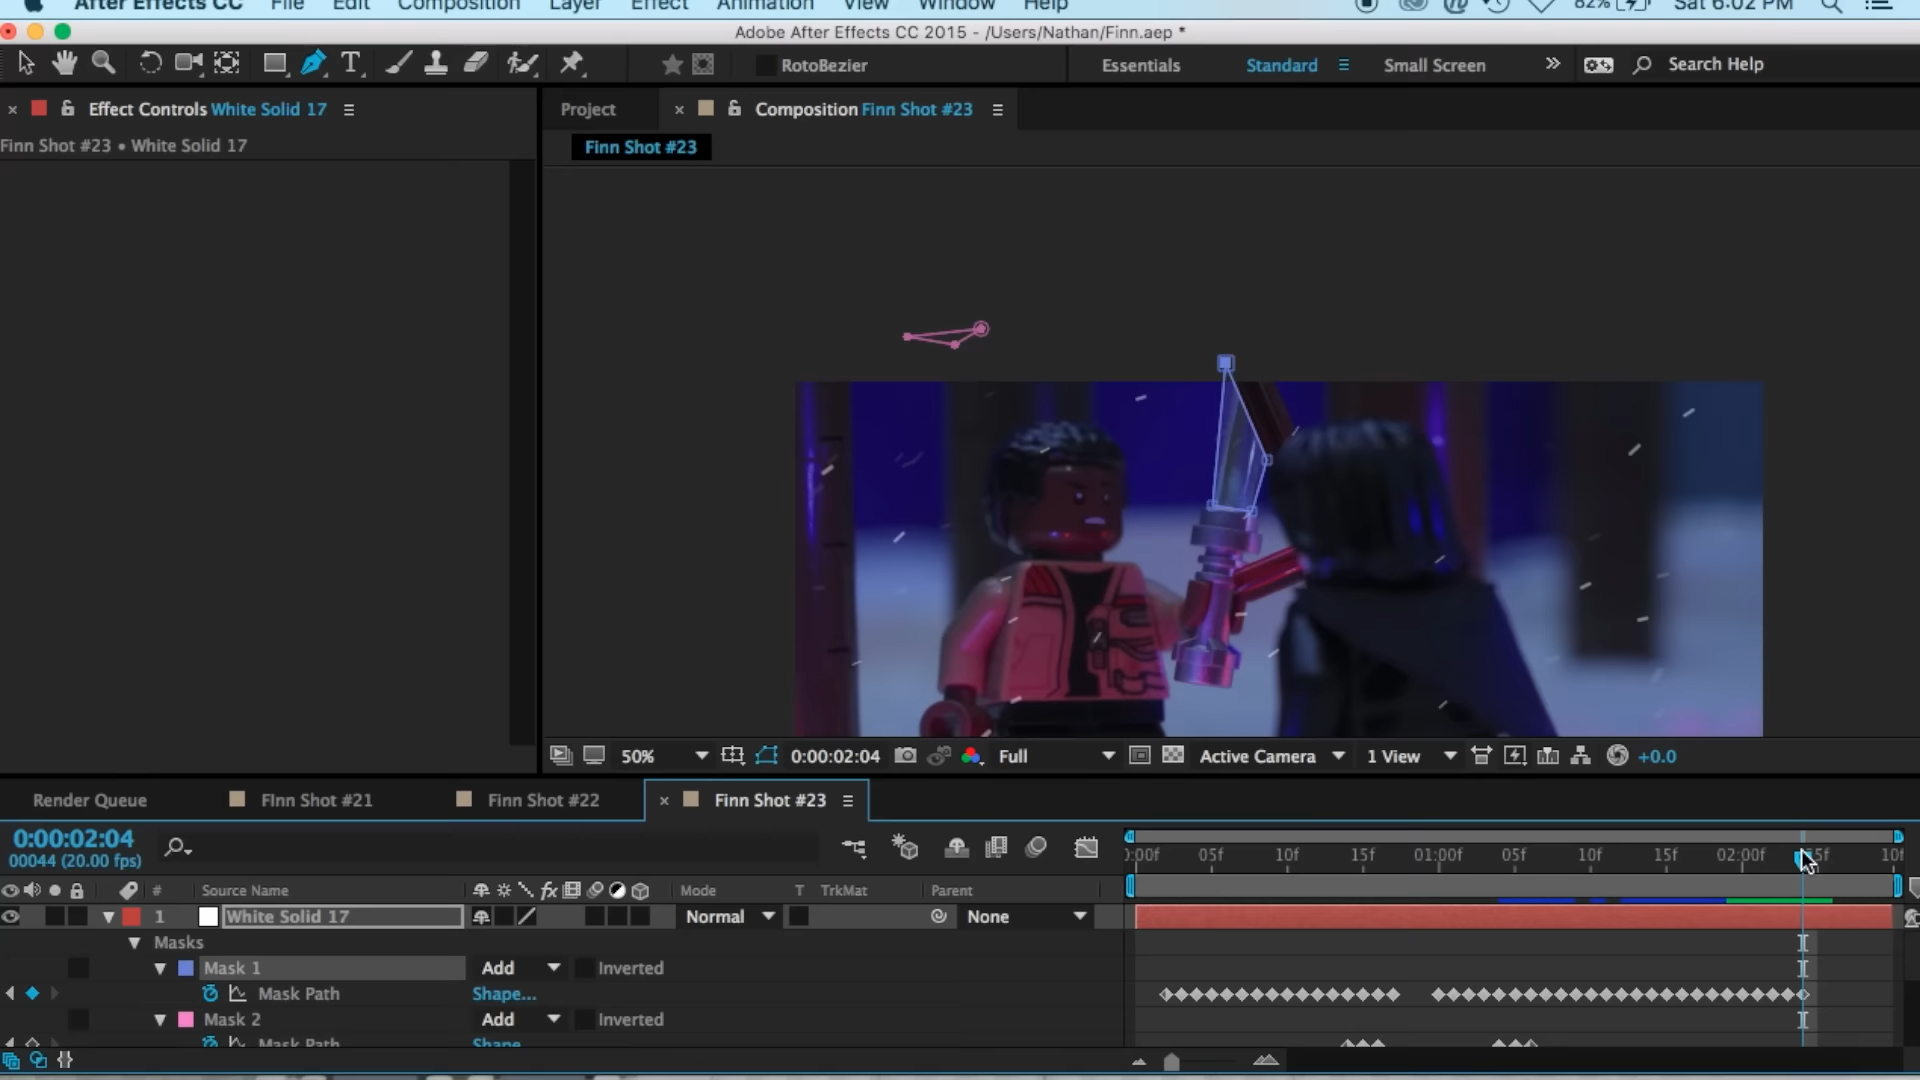 After Effects CC File Edit Composition Layer Effect Animation View Window Help 82% Sat 6:02 PM
Adobe After Effects CC 2015 - /Users/Nathan/Finn.aep *
T RotoBezier Essentials Standard Small Screen Search Help
× Effect Controls White Solid 17 Project × Composition Finn Shot #23
Finn Shot #23 • White Solid 17 Finn Shot #23
50% 0:00:02:04 Full Active Camera 1 View +0.0
Render Queue Finn Shot #21 Finn Shot #22 × Finn Shot #23
0:00:02:04
00044 (20.00 fps) 05f 10f 15f 01:00f 05f 10f 15f 02:00f
# Source Name fx Mode T TrkMat Parent
1 White Solid 17 Normal None
Masks
Mask 1 Add Inverted
Mask Path Shape...
Mask 2 Add Inverted
Mask Path Shape